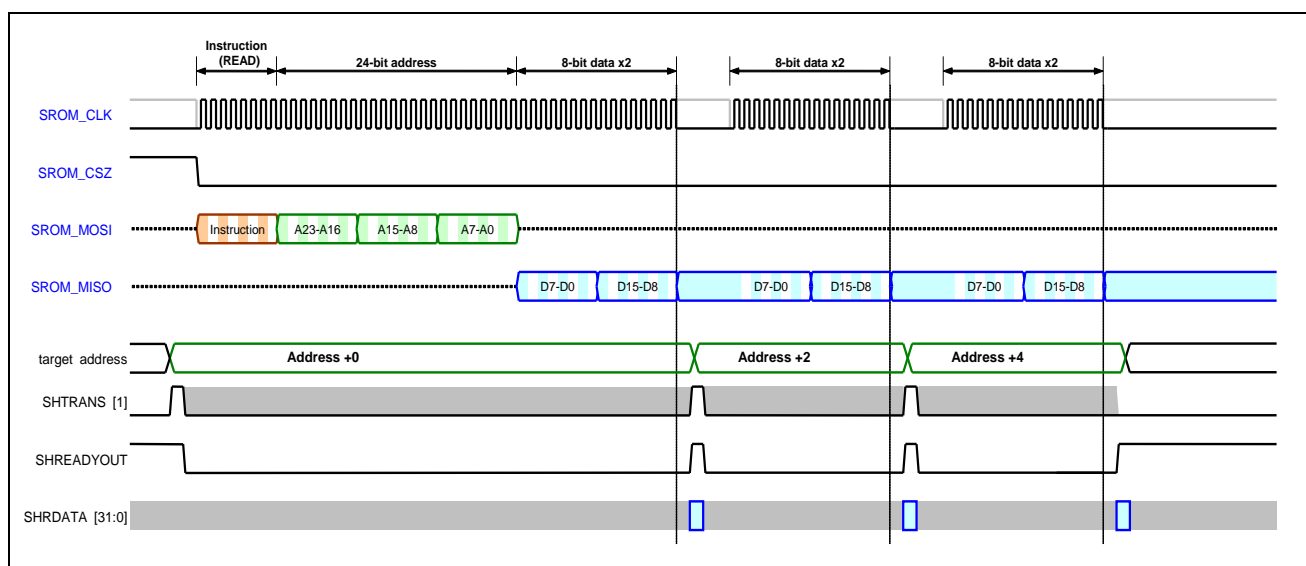 Instruction
(READ)
24-bit address
8-bit data x2
8-bit data x2
8-bit data x2
SROM_CLK
SROM_CSZ
SROM_MOSI
Instruction
A23-A16
A15-A8
A7-A0
SROM_MISO
D7-D0
D15-D8
D7-D0
D15-D8
D7-D0
D15-D8
target address
Address +0
Address +2
Address +4
SHTRANS [1]
SHREADYOUT
SHRDATA [31:0]